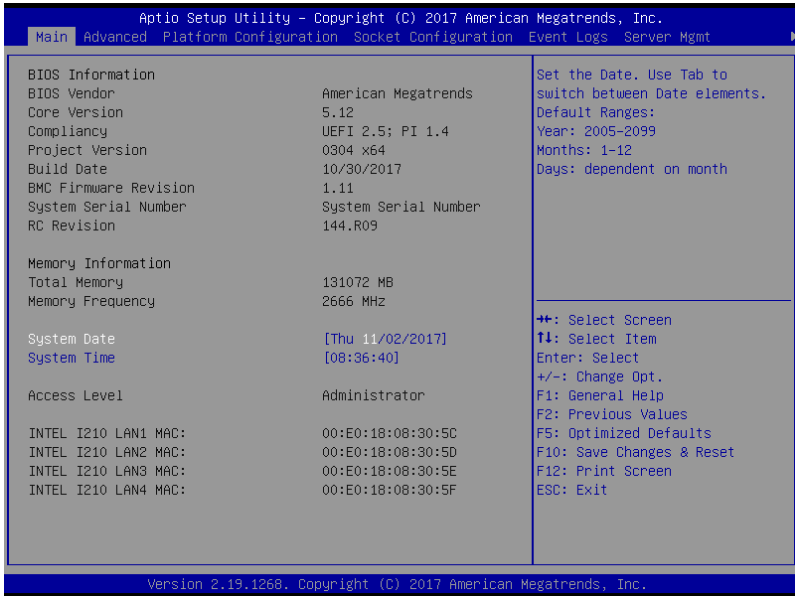 Aptio Setup Utility – Copyright (C) 2017 American Megatrends, Inc.
Main Advanced Platform Configuration Socket Configuration Event Logs Server Mgmt
BIOS Information
BIOS Vendor American Megatrends
Core Version 5.12
Compliancy UEFI 2.5; PI 1.4
Project Version 0304 x64
Build Date 10/30/2017
BMC Firmware Revision 1.11
System Serial Number System Serial Number
RC Revision 144.R09
Memory Information
Total Memory 131072 MB
Memory Frequency 2666 MHz
System Date [Thu 11/02/2017]
System Time [08:36:40]
Access Level Administrator
INTEL I210 LAN1 MAC: 00:E0:18:08:30:5C
INTEL I210 LAN2 MAC: 00:E0:18:08:30:5D
INTEL I210 LAN3 MAC: 00:E0:18:08:30:5E
INTEL I210 LAN4 MAC: 00:E0:18:08:30:5F
Set the Date. Use Tab to
switch between Date elements.
Default Ranges:
Year: 2005-2099
Months: 1-12
Days: dependent on month
→←: Select Screen
↑↓: Select Item
Enter: Select
+/-: Change Opt.
F1: General Help
F2: Previous Values
F5: Optimized Defaults
F10: Save Changes & Reset
F12: Print Screen
ESC: Exit
Version 2.19.1268. Copyright (C) 2017 American Megatrends, Inc.